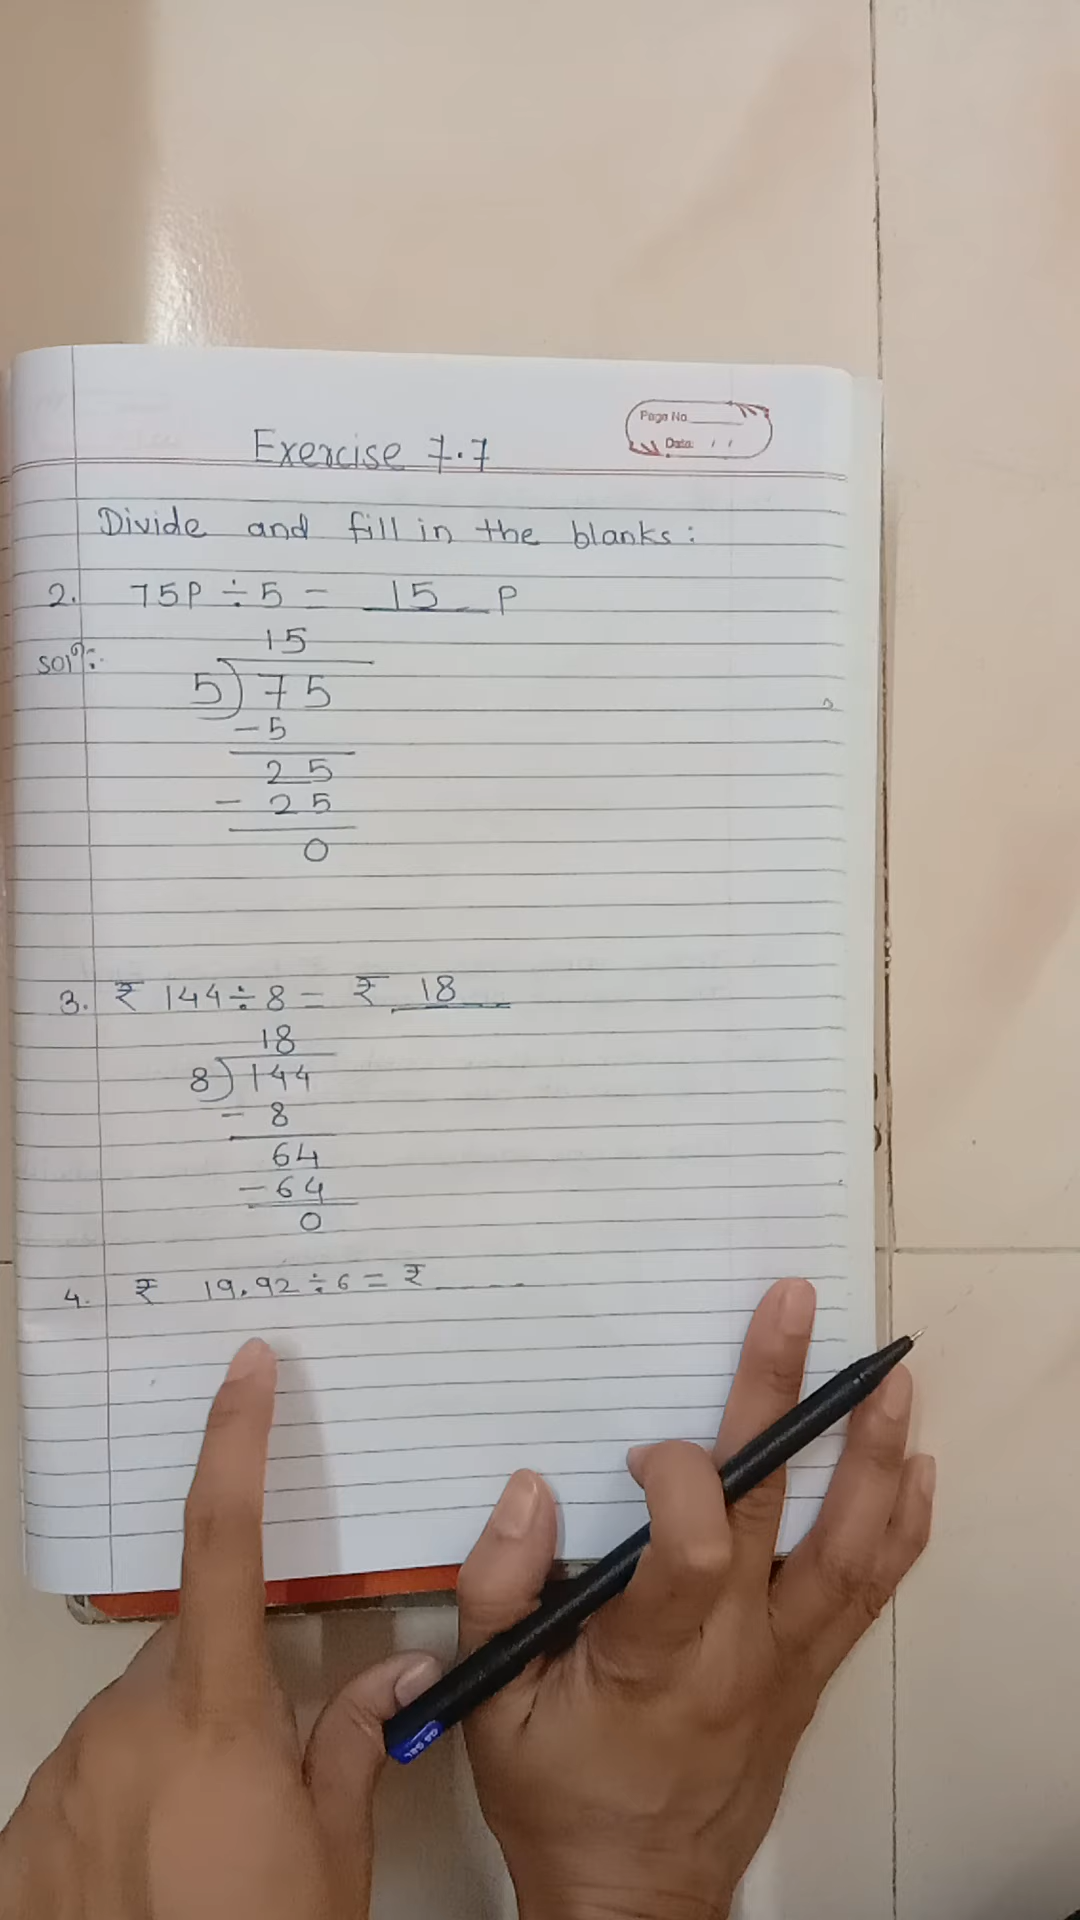 Exercise 7.7
Page No.
Date: / /
Divide and fill in the blanks:
2. 75P ÷ 5 = 15 P
Solⁿ:-
15
5) 75
-5
25
- 25
0
3. ₹ 144 ÷ 8 = ₹ 18
18
8) 144
- 8
64
- 64
0
4. ₹ 19.92 ÷ 6 = ₹ ____